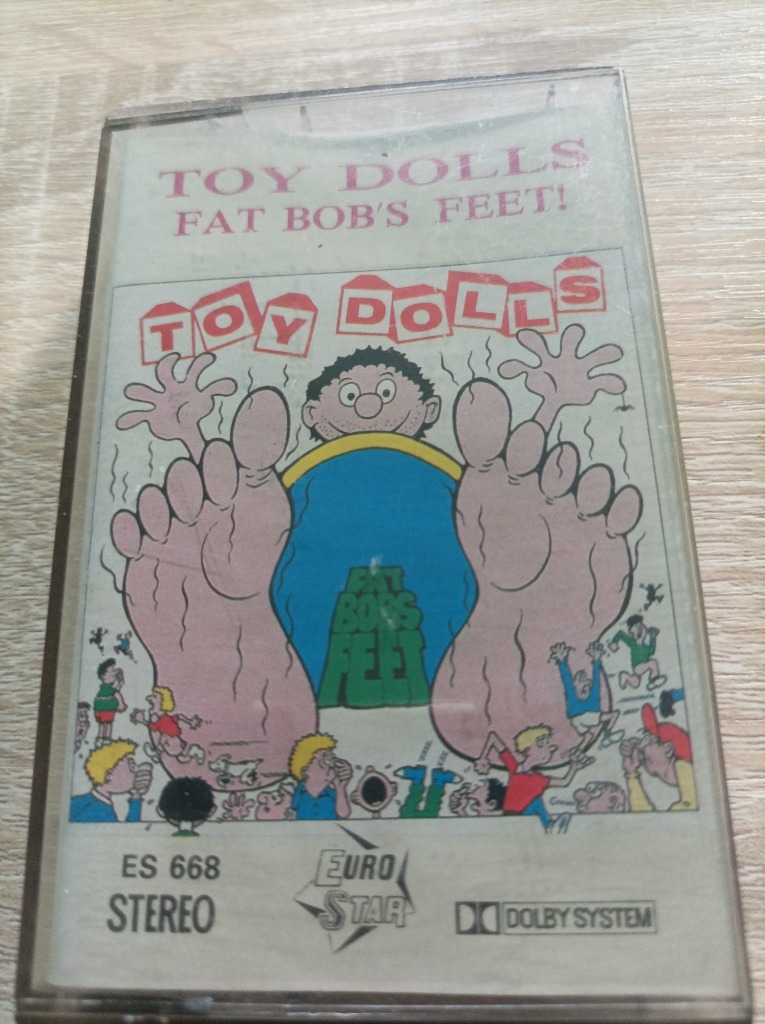 TOY DOLLS
FAT BOB'S FEET!
TOY DOLLS
FAT
BOBS
FEET
ES 668
STEREO
EURO
STAR
DOLBY SYSTEM